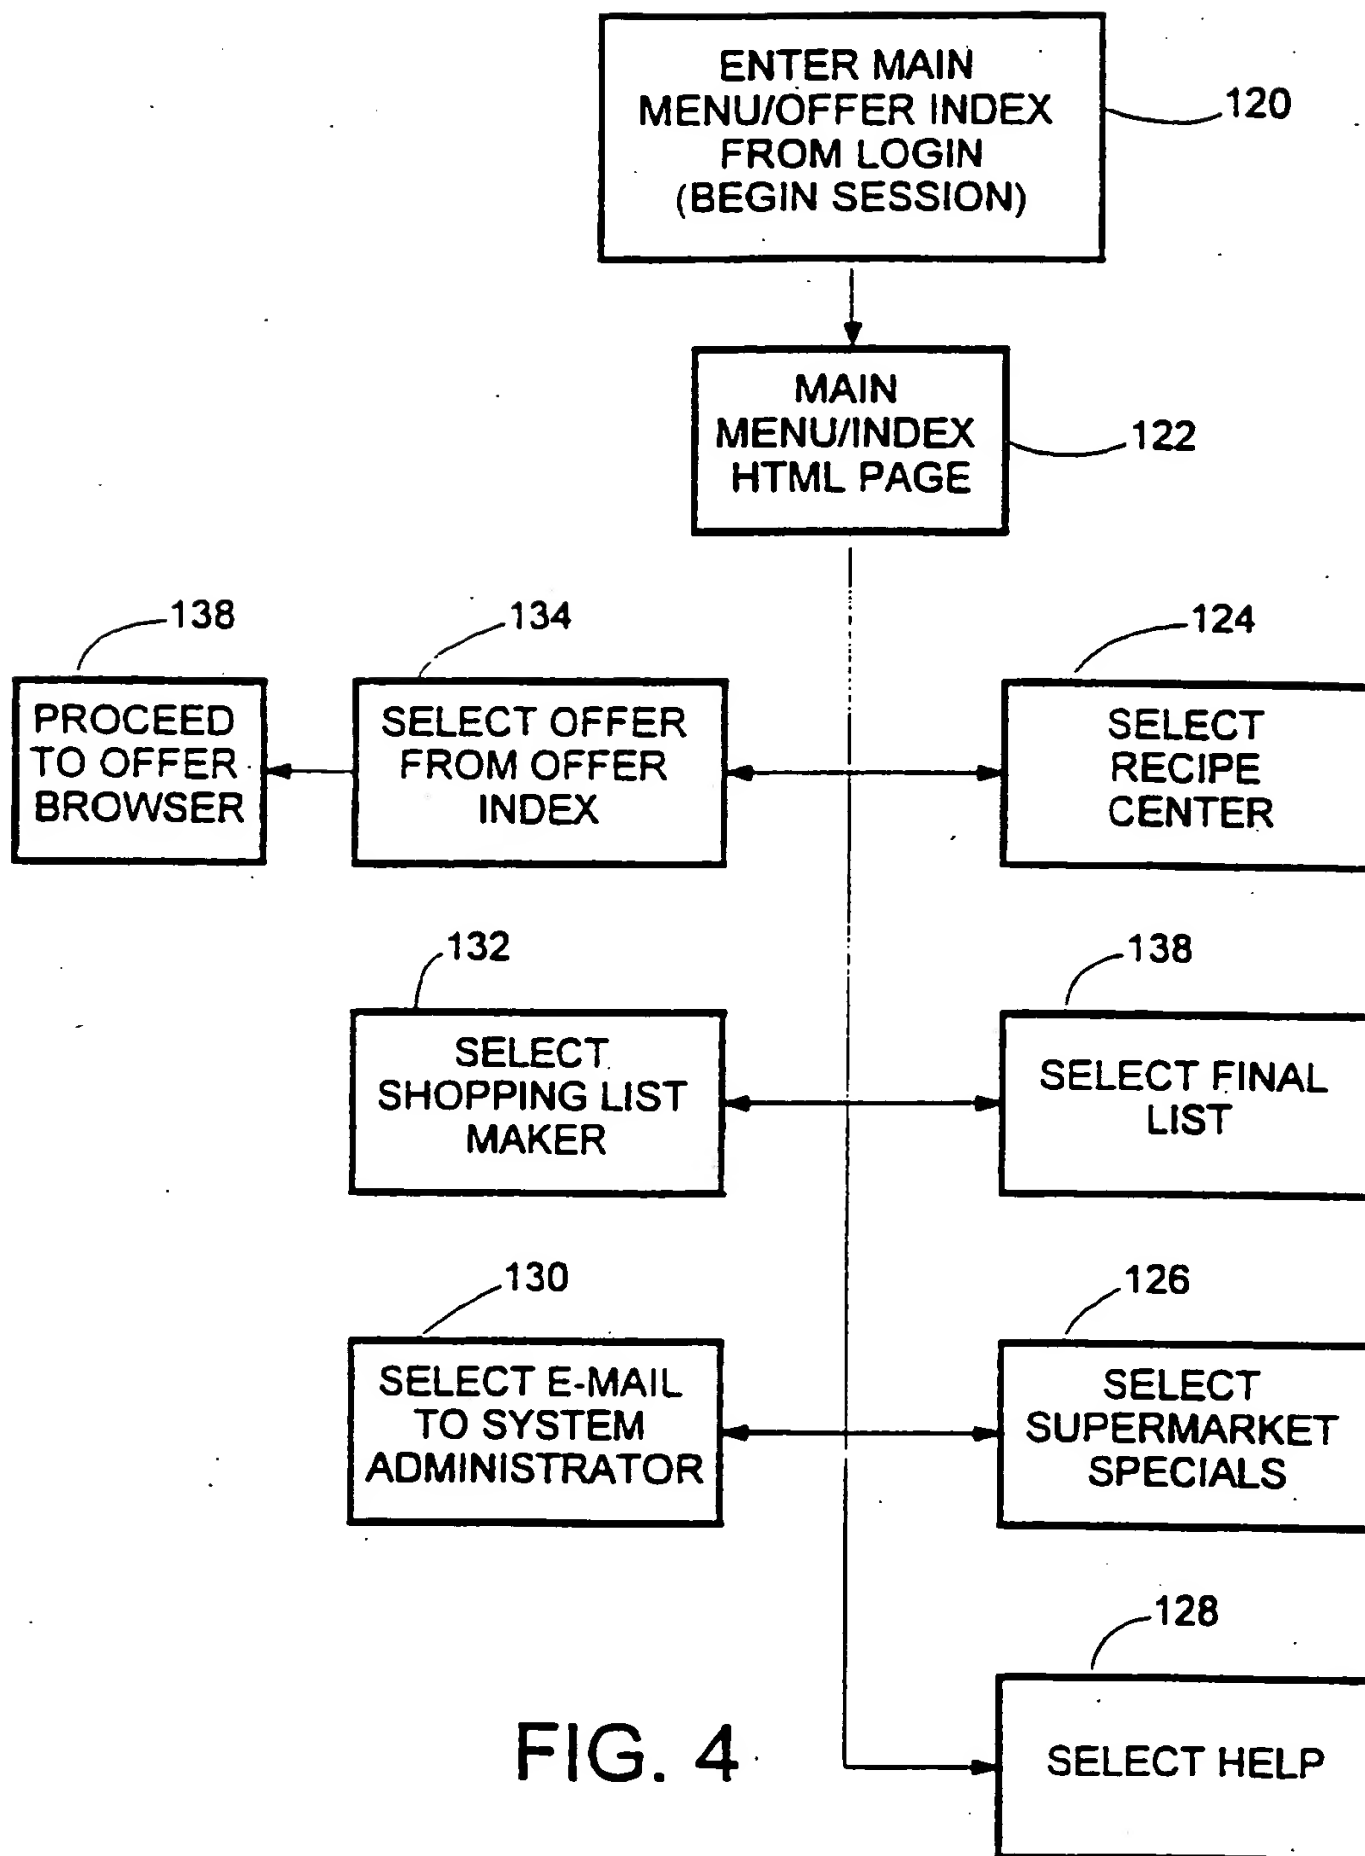 ENTER MAIN
MENU/OFFER INDEX
FROM LOGIN
(BEGIN SESSION)
120
MAIN
MENU/INDEX
HTML PAGE
122
138
PROCEED
TO OFFER
BROWSER
134
SELECT OFFER
FROM OFFER
INDEX
124
SELECT
RECIPE
CENTER
132
SELECT
SHOPPING LIST
MAKER
138
SELECT FINAL
LIST
130
SELECT E-MAIL
TO SYSTEM
ADMINISTRATOR
126
SELECT
SUPERMARKET
SPECIALS
128
SELECT HELP
FIG. 4